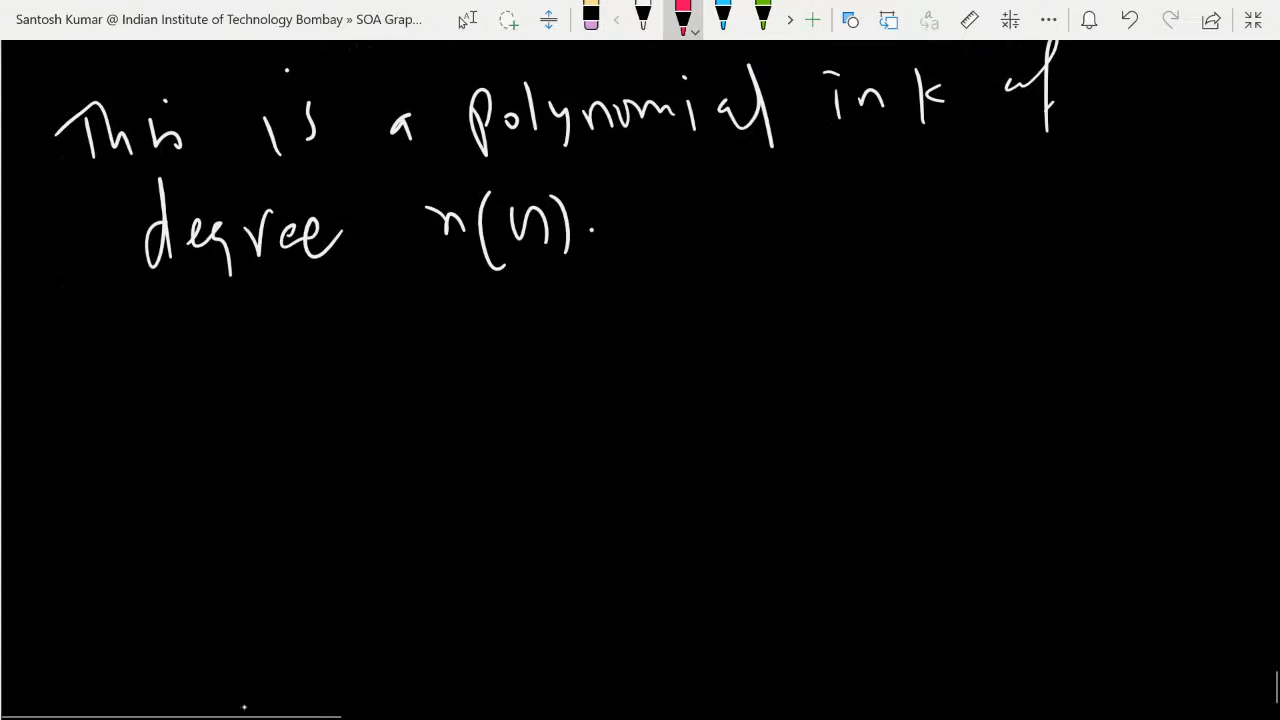 Santosh Kumar @ Indian Institute of Technology Bombay » SOA Grap...
This is a polynomial in k of
degree n(G).